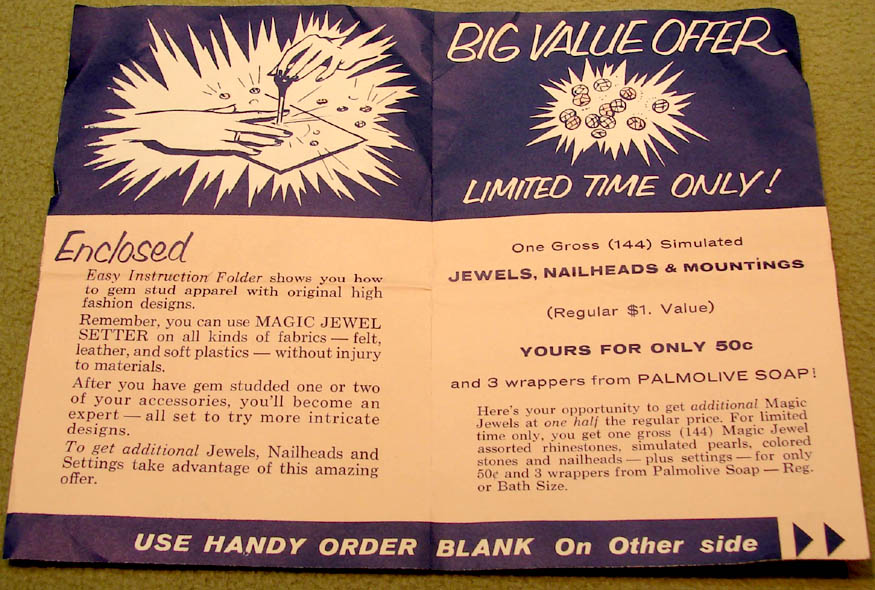 Enclosed
Easy Instruction Folder shows you how
to gem stud apparel with original high
fashion designs.
Remember, you can use MAGIC JEWEL
SETTER on all kinds of fabrics — felt,
leather, and soft plastics — without injury
to materials.
After you have gem studded one or two
of your accessories, you'll become an
expert — all set to try more intricate
designs.
To get additional Jewels, Nailheads and
Settings take advantage of this amazing
offer.
BIG VALUE OFFER
LIMITED TIME ONLY!
One Gross (144) Simulated
JEWELS, NAILHEADS & MOUNTINGS
(Regular $1. Value)
YOURS FOR ONLY 50c
and 3 wrappers from PALMOLIVE SOAP!
Here's your opportunity to get additional Magic
Jewels at one half the regular price. For limited
time only, you get one gross (144) Magic Jewel
assorted rhinestones, simulated pearls, colored
stones and nailheads — plus settings — for only
50¢ and 3 wrappers from Palmolive Soap — Reg.
or Bath Size.
USE HANDY ORDER BLANK On Other side